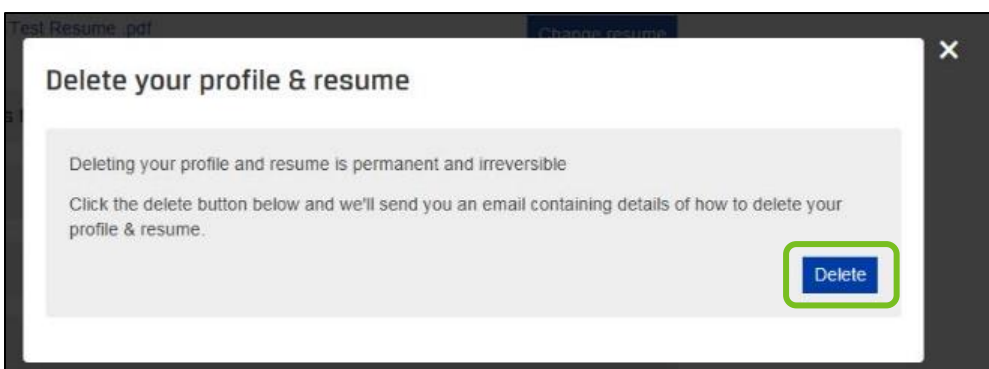 Test Resume .pdf
Change resume
Delete your profile & resume
Deleting your profile and resume is permanent and irreversible
Click the delete button below and we'll send you an email containing details of how to delete your
profile & resume.
Delete